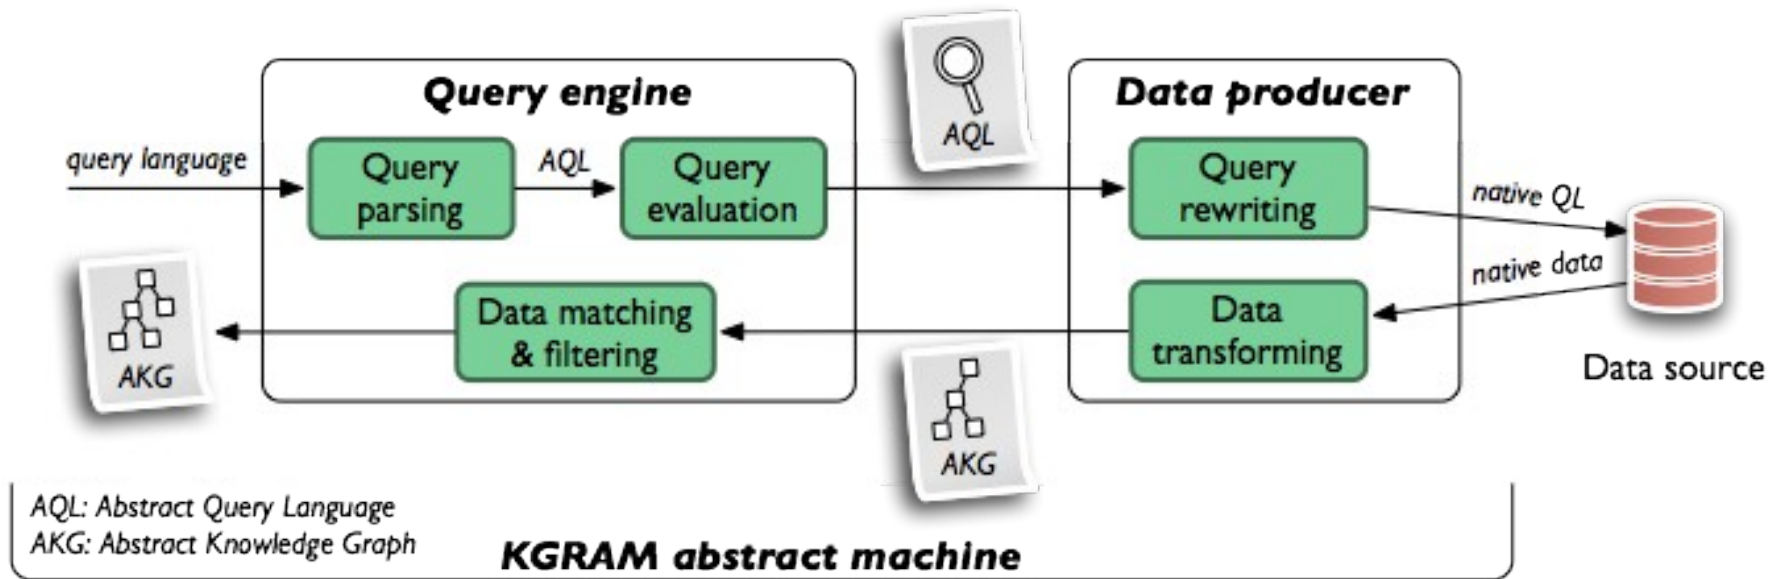 AQL
Query engine
Data producer
query language
Query
parsing
AQL
Query
evaluation
Query
rewriting
native QL
native data
AKG
Data matching
& filtering
AKG
Data
transforming
Data source
AQL: Abstract Query Language
AKG: Abstract Knowledge Graph
KGRAM abstract machine